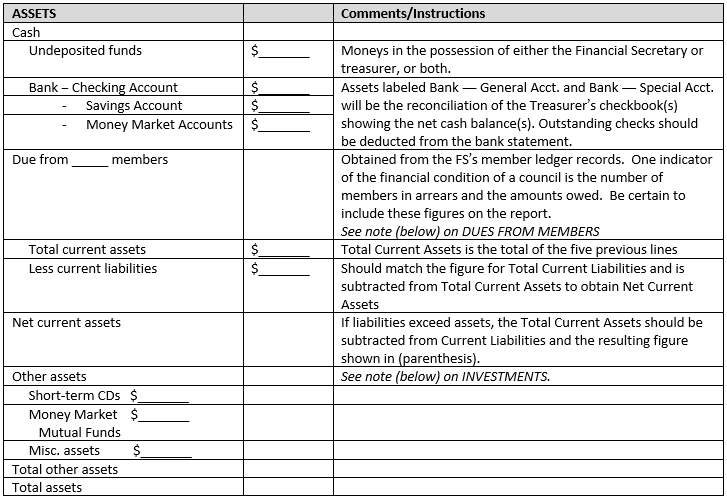 ASSETS Comments/Instructions
Cash
Undeposited funds $_______ Moneys in the possession of either the Financial Secretary or
treasurer, or both.
Bank – Checking Account $_______ Assets labeled Bank — General Acct. and Bank — Special Acct.
- Savings Account $_______ will be the reconciliation of the Treasurer's checkbook(s)
- Money Market Accounts $_______ showing the net cash balance(s). Outstanding checks should
be deducted from the bank statement.
Due from _____ members Obtained from the FS's member ledger records. One indicator
of the financial condition of a council is the number of
members in arrears and the amounts owed. Be certain to
include these figures on the report.
See note (below) on DUES FROM MEMBERS
Total current assets $_______ Total Current Assets is the total of the five previous lines
Less current liabilities $_______ Should match the figure for Total Current Liabilities and is
subtracted from Total Current Assets to obtain Net Current
Assets
Net current assets If liabilities exceed assets, the Total Current Assets should be
subtracted from Current Liabilities and the resulting figure
shown in (parenthesis).
Other assets See note (below) on INVESTMENTS.
Short-term CDs $_______
Money Market $_______
Mutual Funds
Misc. assets $_______
Total other assets
Total assets